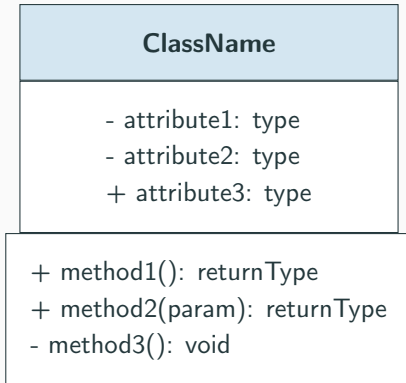 ClassName
- attribute1: type
- attribute2: type
+ attribute3: type
+ method1(): returnType
+ method2(param): returnType
- method3(): void